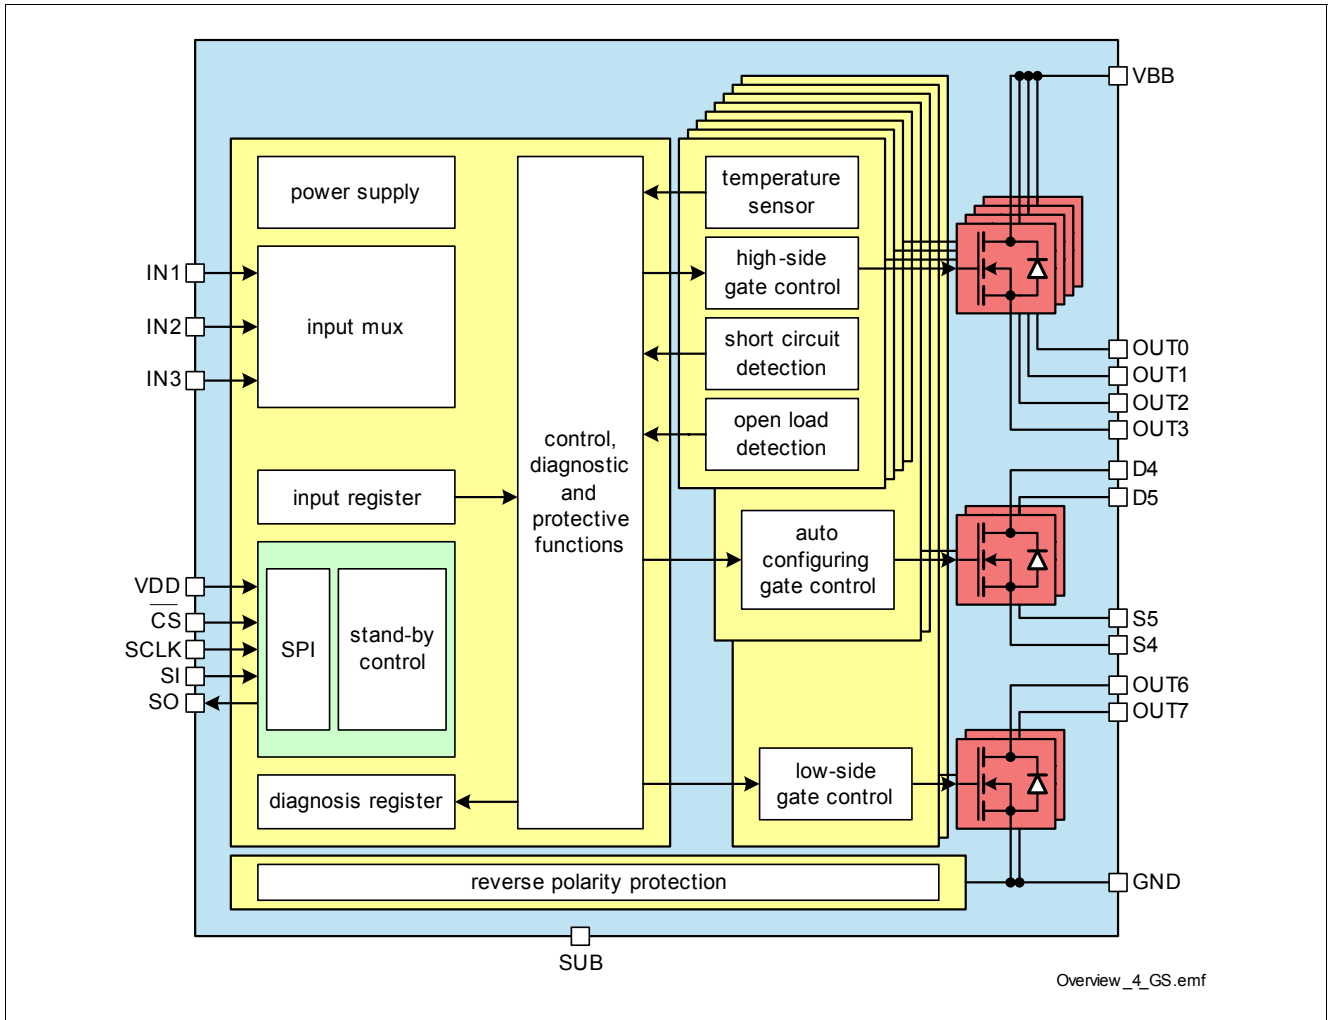 VBB
power supply
temperature
sensor
IN1
IN2
IN3
input mux
high-side
gate control
short circuit
detection
open load
detection
OUT0
OUT1
OUT2
OUT3
control,
diagnostic
and
protective
functions
input register
D4
D5
auto
configuring
gate control
VDD
CS
SCLK
SI
SO
SPI
stand-by
control
S5
S4
OUT6
OUT7
low-side
gate control
diagnosis register
reverse polarity protection
GND
SUB
Overview_4_GS.emf